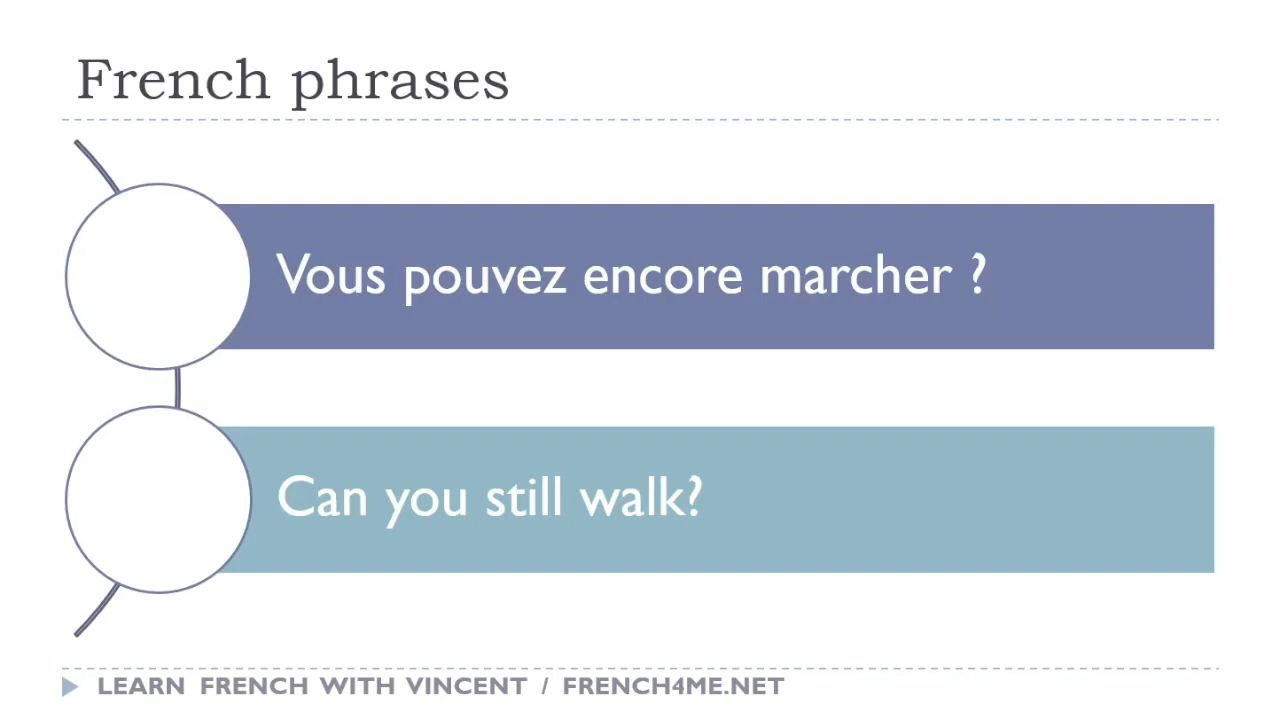 French phrases
Vous pouvez encore marcher ?
Can you still walk?
LEARN FRENCH WITH VINCENT / FRENCH4ME.NET